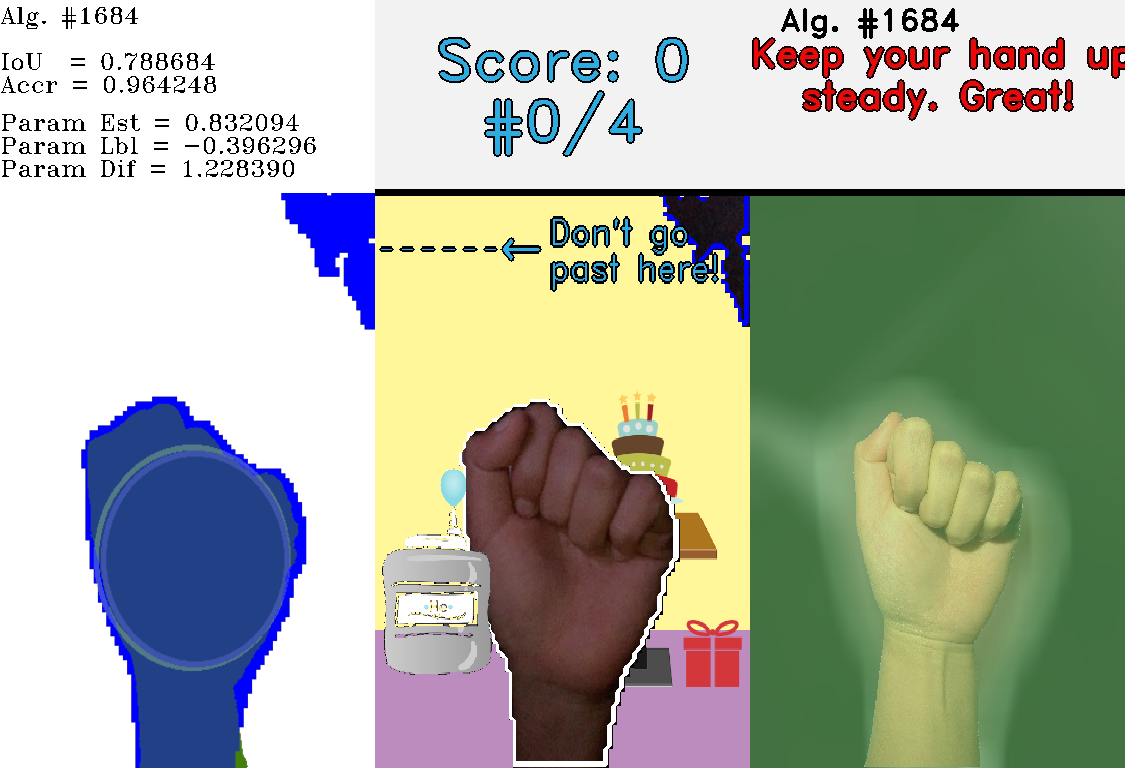 Alg. #1684
IoU = 0.788684
Accr = 0.964248
Param Est = 0.832094
Param Lbl = −0.396296
Param Dif = 1.228390
Score: 0
#0/4
Alg. #1684
Keep your hand up
steady. Great!
Don't go
past here!